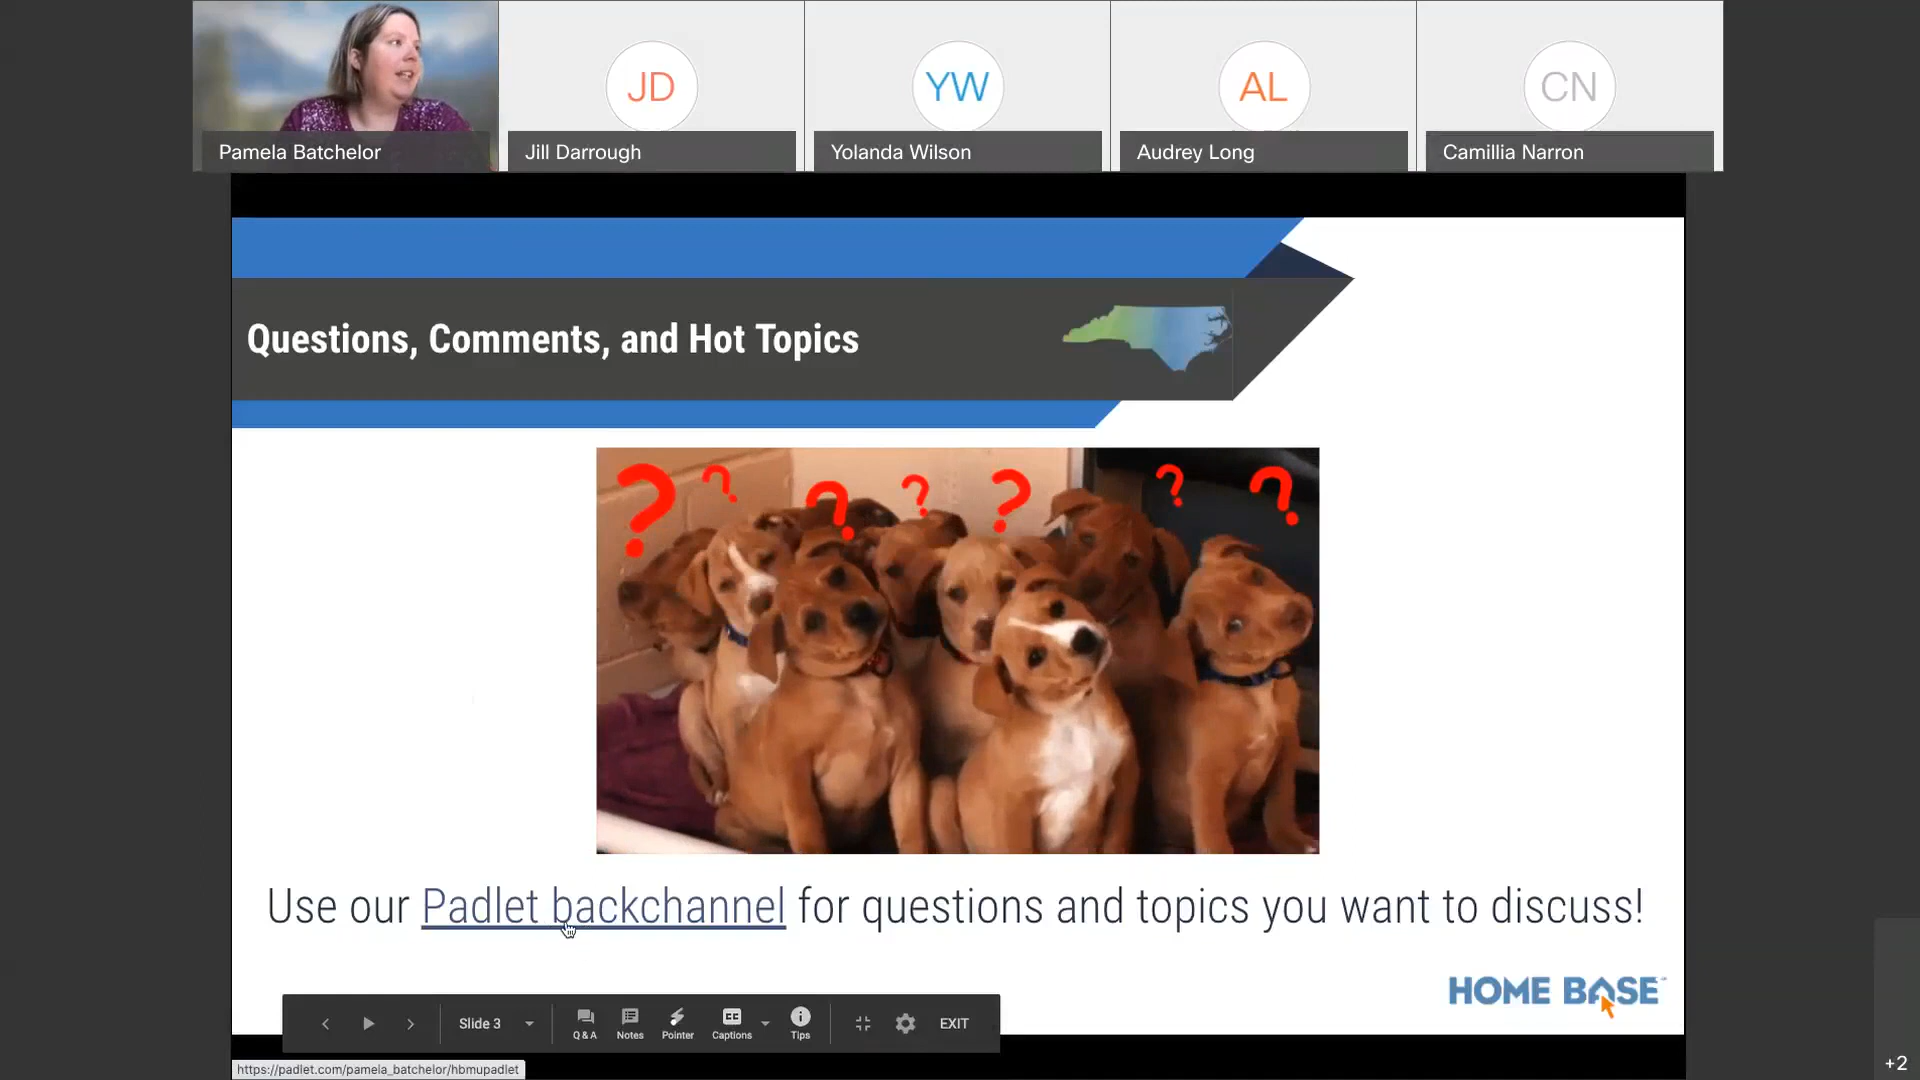 JD
YW
AL
CN
Pamela Batchelor
Jill Darrough
Yolanda Wilson
Audrey Long
Camillia Narron
Questions, Comments, and Hot Topics
? ? ? ? ? ? ?
Use our Padlet backchannel for questions and topics you want to discuss!
HOME BASE
Slide 3
Q & A
Notes
CC
Pointer
Captions
Tips
EXIT
https://padlet.com/pamela_batchelor/hbmupadlet
+2